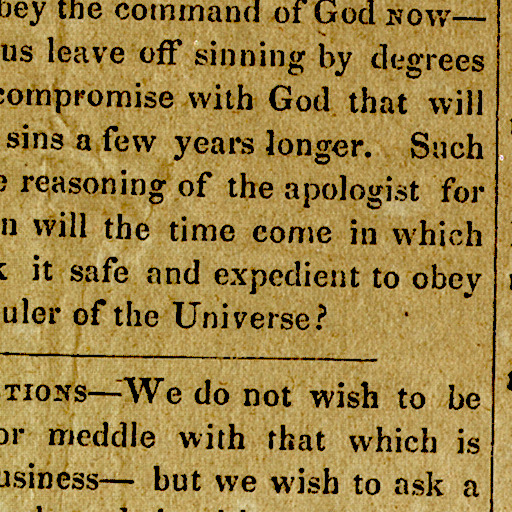 bey the command of God NOW—
us leave off sinning by degrees
compromise with God that will
sins a few years longer. Such
reasoning of the apologist for
n will the time come in which
k it safe and expedient to obey
uler of the Universe?
TIONS—We do not wish to be
or meddle with that which is
usiness— but we wish to ask a